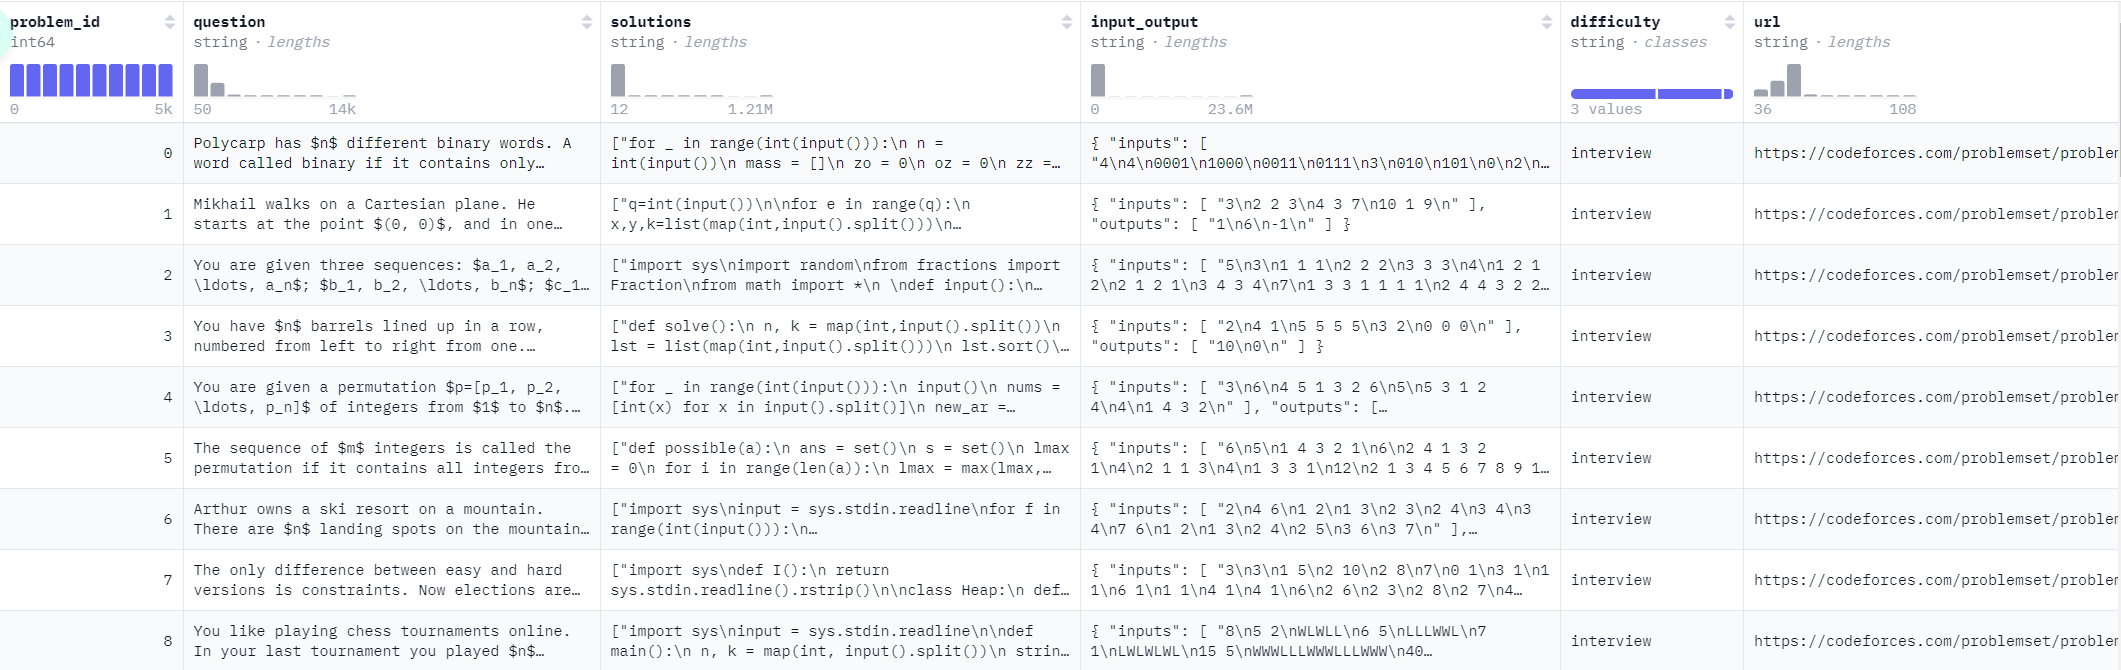 problem_id
int64
0 5k
question
string · lengths
50 14k
solutions
string · lengths
12 1.21M
input_output
string · lengths
0 23.6M
difficulty
string · classes
3 values
url
string · lengths
36 108
0
Polycarp has $n$ different binary words. A
word called binary if it contains only…
["for _ in range(int(input())):\n n =
int(input())\n mass = []\n zo = 0\n oz = 0\n zz =…
{ "inputs": [
"4\n4\n0001\n1000\n0011\n0111\n3\n010\n101\n0\n2\n…
interview
https://codeforces.com/problemset/problem
1
Mikhail walks on a Cartesian plane. He
starts at the point $(0, 0)$, and in one…
["q=int(input())\n\nfor e in range(q):\n
x,y,k=list(map(int,input().split()))\n…
{ "inputs": [ "3\n2 2 3\n4 3 7\n10 1 9\n" ],
"outputs": [ "1\n6\n-1\n" ] }
interview
https://codeforces.com/problemset/problem
2
You are given three sequences: $a_1, a_2,
\ldots, a_n$; $b_1, b_2, \ldots, b_n$; $c_1…
["import sys\nimport random\nfrom fractions import
Fraction\nfrom math import *\n \ndef input():\n…
{ "inputs": [ "5\n3\n1 1 1\n2 2 2\n3 3 3\n4\n1 2 1
2\n2 1 2 1\n3 4 3 4\n7\n1 3 3 1 1 1 1\n2 4 4 3 2 2…
interview
https://codeforces.com/problemset/problem
3
You have $n$ barrels lined up in a row,
numbered from left to right from one.…
["def solve():\n n, k = map(int,input().split())\n
lst = list(map(int,input().split()))\n lst.sort()\…
{ "inputs": [ "2\n4 1\n5 5 5 5\n3 2\n0 0 0\n" ],
"outputs": [ "10\n0\n" ] }
interview
https://codeforces.com/problemset/problem
4
You are given a permutation $p=[p_1, p_2,
\ldots, p_n]$ of integers from $1$ to $n$.…
["for _ in range(int(input())):\n input()\n nums =
[int(x) for x in input().split()]\n new_ar =…
{ "inputs": [ "3\n6\n4 5 1 3 2 6\n5\n5 3 1 2
4\n4\n1 4 3 2\n" ], "outputs": […
interview
https://codeforces.com/problemset/problem
5
The sequence of $m$ integers is called the
permutation if it contains all integers fro…
["def possible(a):\n ans = set()\n s = set()\n lmax
= 0\n for i in range(len(a)):\n lmax = max(lmax,…
{ "inputs": [ "6\n5\n1 4 3 2 1\n6\n2 4 1 3 2
1\n4\n2 1 1 3\n4\n1 3 3 1\n12\n2 1 3 4 5 6 7 8 9 1…
interview
https://codeforces.com/problemset/problem
6
Arthur owns a ski resort on a mountain.
There are $n$ landing spots on the mountain…
["import sys\ninput = sys.stdin.readline\nfor f in
range(int(input())):\n…
{ "inputs": [ "2\n4 6\n1 2\n1 3\n2 3\n2 4\n3 4\n3
4\n7 6\n1 2\n1 3\n2 4\n2 5\n3 6\n3 7\n" ],…
interview
https://codeforces.com/problemset/problem
7
The only difference between easy and hard
versions is constraints. Now elections are…
["import sys\ndef I():\n return
sys.stdin.readline().rstrip()\n\nclass Heap:\n def…
{ "inputs": [ "3\n3\n1 5\n2 10\n2 8\n7\n0 1\n3 1\n1
1\n6 1\n1 1\n4 1\n4 1\n6\n2 6\n2 3\n2 8\n2 7\n4…
interview
https://codeforces.com/problemset/problem
8
You like playing chess tournaments online.
In your last tournament you played $n$…
["import sys\ninput = sys.stdin.readline\n\ndef
main():\n n, k = map(int, input().split())\n strin…
{ "inputs": [ "8\n5 2\nWLWLL\n6 5\nLLLWWL\n7
1\nLWLWLWL\n15 5\nWWWLLLWWWLLLWWW\n40…
interview
https://codeforces.com/problemset/problem